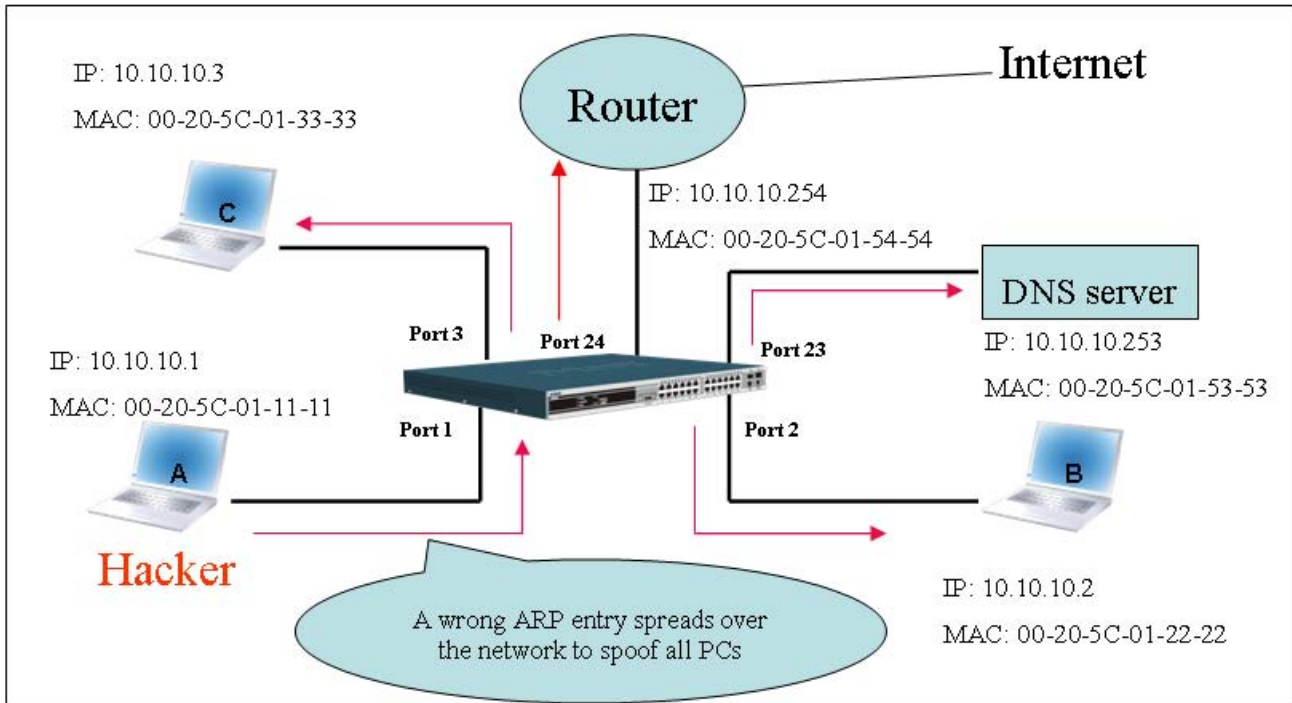 IP: 10.10.10.3
MAC: 00-20-5C-01-33-33
Router
Internet
C
IP: 10.10.10.254
MAC: 00-20-5C-01-54-54
DNS server
Port 3
Port 24
Port 23
IP: 10.10.10.253
MAC: 00-20-5C-01-53-53
IP: 10.10.10.1
MAC: 00-20-5C-01-11-11
Port 1
Port 2
A
B
Hacker
A wrong ARP entry spreads over
the network to spoof all PCs
IP: 10.10.10.2
MAC: 00-20-5C-01-22-22